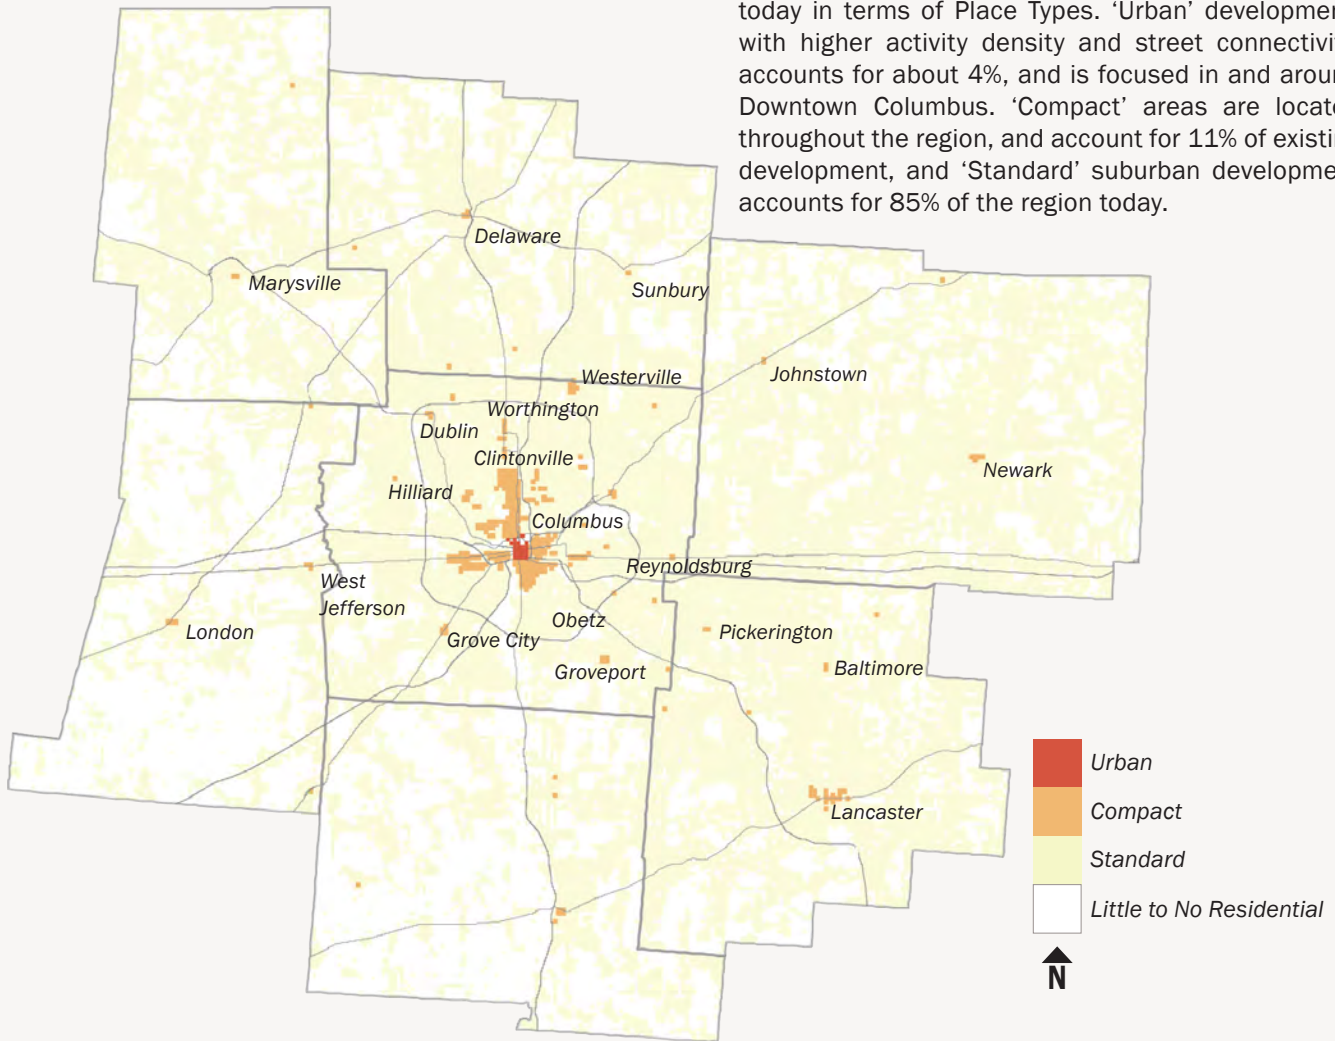 today in terms of Place Types. ‘Urban’ developmen
with higher activity density and street connectivi
accounts for about 4%, and is focused in and aroun
Downtown Columbus. ‘Compact’ areas are locate
throughout the region, and account for 11% of existin
development, and ‘Standard’ suburban developme
accounts for 85% of the region today.
Delaware
Marysville
Sunbury
Johnstown
Westerville
Worthington
Dublin
Clintonville
Newark
Hilliard
Columbus
Reynoldsburg
West
Jefferson
London
Obetz
Grove City
Pickerington
Groveport
Baltimore
Lancaster
Urban
Compact
Standard
Little to No Residential
N